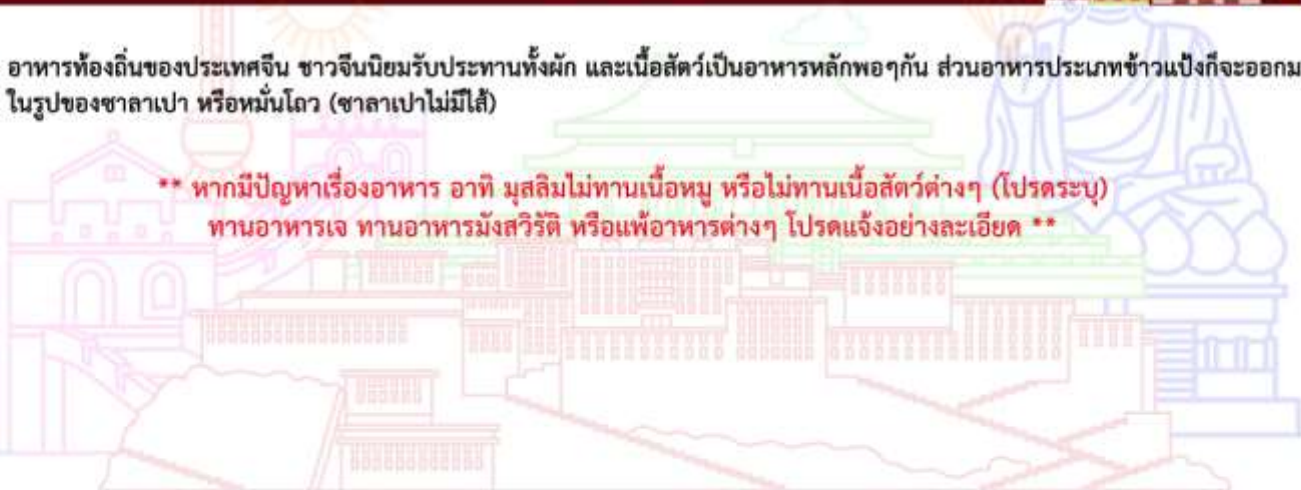 อาหารท้องถิ่นของประเทศจีน ชาวจีนนิยมรับประทานทั้งผัก และเนื้อสัตว์เป็นอาหารหลักพอๆกัน ส่วนอาหารประเภทข้าวแป้งก็จะออกม
ในรูปของซาลาเปา หรือหมั่นโถว (ซาลาเปาไม่มีไส้)
** หากมีปัญหาเรื่องอาหาร อาทิ มุสลิมไม่ทานเนื้อหมู หรือไม่ทานเนื้อสัตว์ต่างๆ (โปรดระบุ)
ทานอาหารเจ ทานอาหารมังสวิรัติ หรือแพ้อาหารต่างๆ โปรดแจ้งอย่างละเอียด **